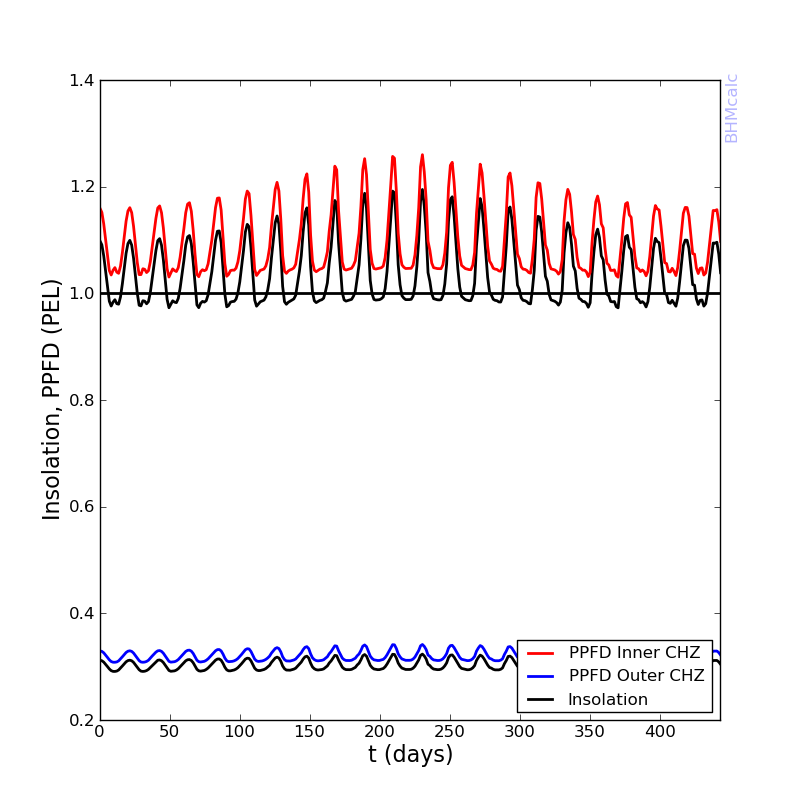 BHMcalc
1.4
1.2
1.0
0.8
0.6
0.4
0.2
Insolation, PPFD (PEL)
PPFD Inner CHZ
PPFD Outer CHZ
Insolation
0 50 100 150 200 250 300 350 400
t (days)